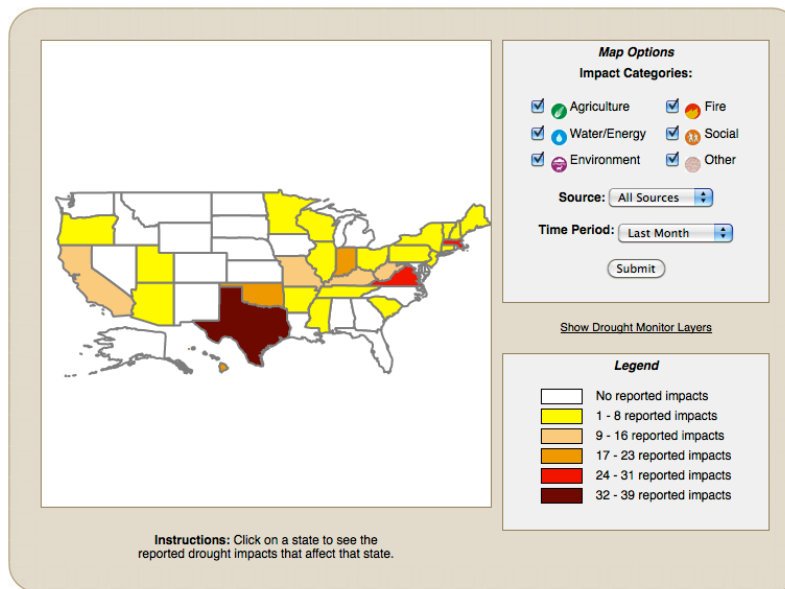 Map Options
Impact Categories:
Agriculture Fire
Water/Energy Social
Environment Other
Source: All Sources
Time Period: Last Month
Submit
Show Drought Monitor Layers
Legend
No reported impacts
1 - 8 reported impacts
9 - 16 reported impacts
17 - 23 reported impacts
24 - 31 reported impacts
32 - 39 reported impacts
Instructions: Click on a state to see the
reported drought impacts that affect that state.